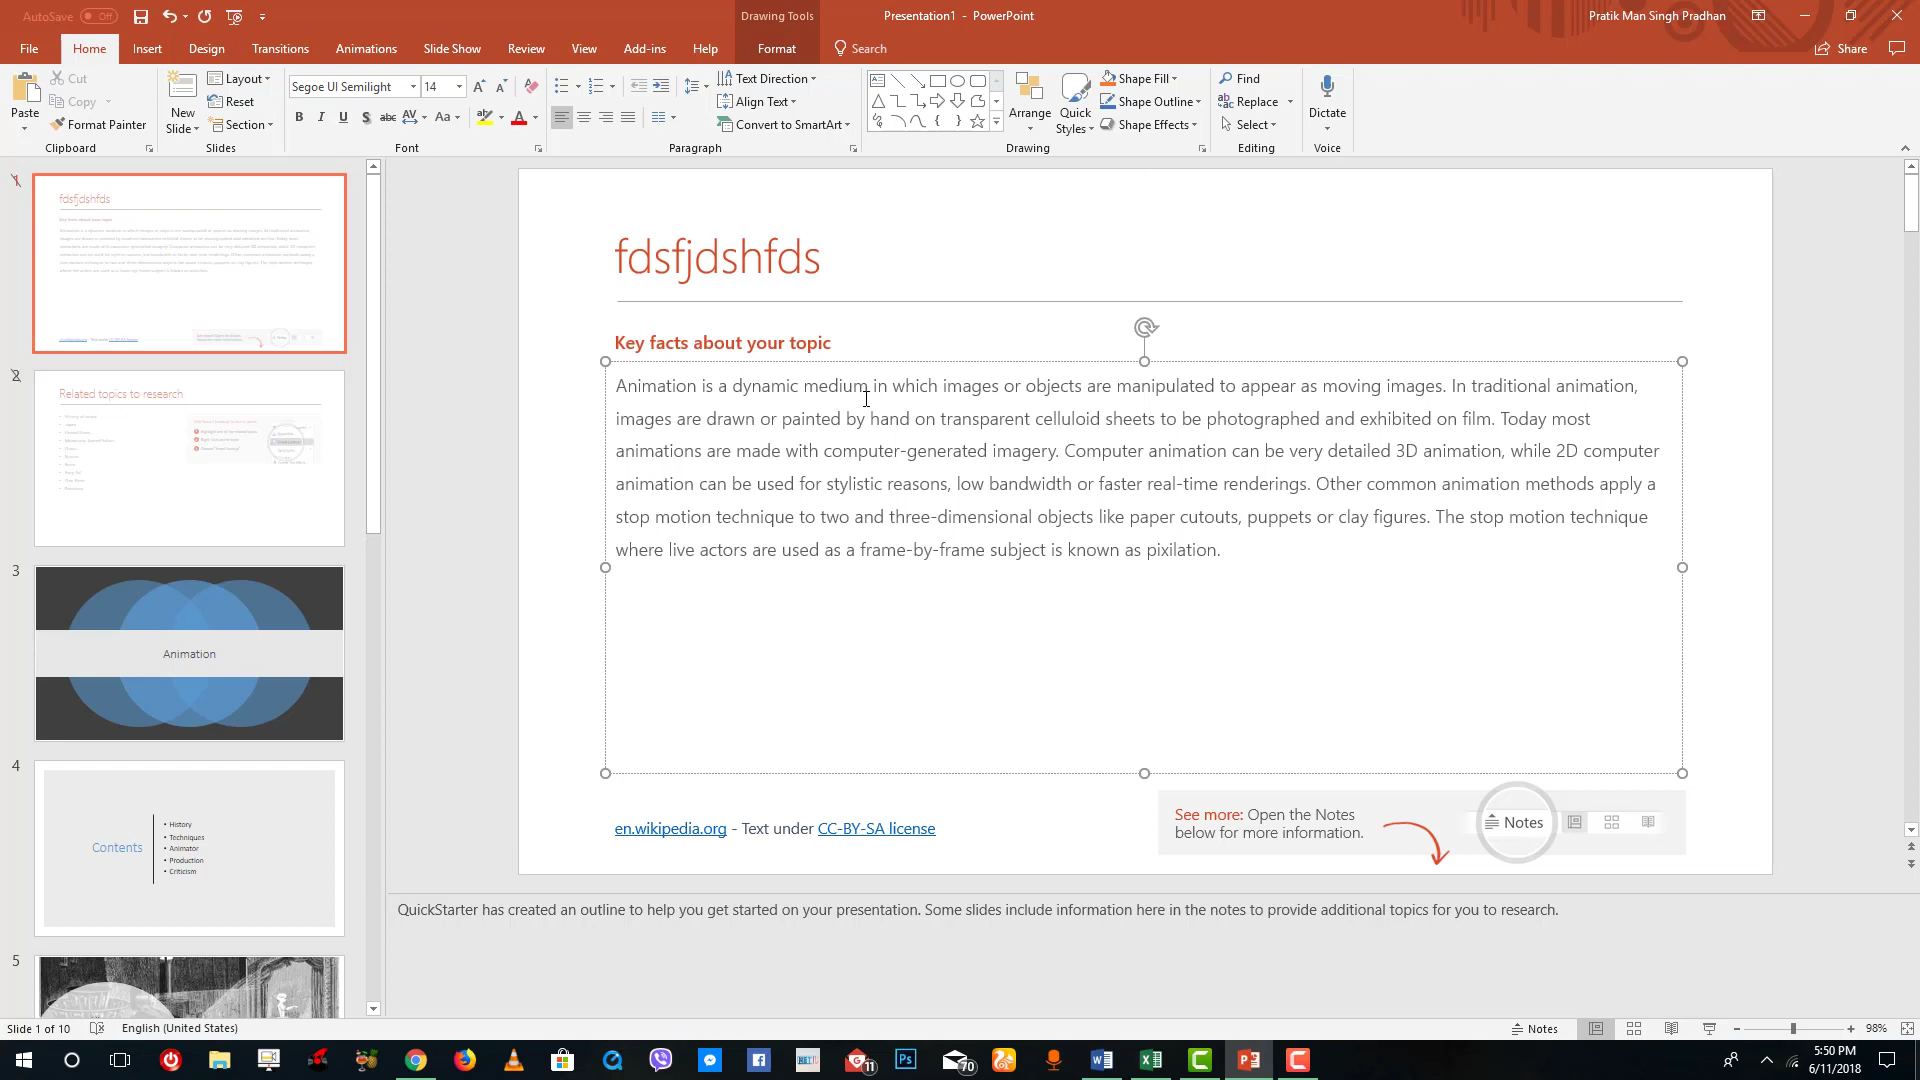 AutoSave Off
Drawing Tools
Presentation1 - PowerPoint
Pratik Man Singh Pradhan
File Home Insert Design Transitions Animations Slide Show Review View Add-ins Help Format Search
Share
Paste
Cut
Copy
Format Painter
Clipboard
New Slide
Layout
Reset
Section
Slides
Segoe UI Semilight 14
B I U S abc AV Aa A
Font
Text Direction
Align Text
Convert to SmartArt
Paragraph
Arrange
Quick Styles
Shape Fill
Shape Outline
Shape Effects
Drawing
Find
Replace
Select
Editing
Dictate
Voice
1
fdsfjdshfds
2
Related topics to research
3
Animation
4
Contents
• History
• Techniques
• Animator
• Production
• Criticism
5
fdsfjdshfds
Key facts about your topic
Animation is a dynamic medium in which images or objects are manipulated to appear as moving images. In traditional animation,
images are drawn or painted by hand on transparent celluloid sheets to be photographed and exhibited on film. Today most
animations are made with computer-generated imagery. Computer animation can be very detailed 3D animation, while 2D computer
animation can be used for stylistic reasons, low bandwidth or faster real-time renderings. Other common animation methods apply a
stop motion technique to two and three-dimensional objects like paper cutouts, puppets or clay figures. The stop motion technique
where live actors are used as a frame-by-frame subject is known as pixilation.
en.wikipedia.org - Text under CC-BY-SA license
See more: Open the Notes
below for more information.
Notes
QuickStarter has created an outline to help you get started on your presentation. Some slides include information here in the notes to provide additional topics for you to research.
Slide 1 of 10 English (United States) Notes 98%
11
Ps
70
5:50 PM
6/11/2018